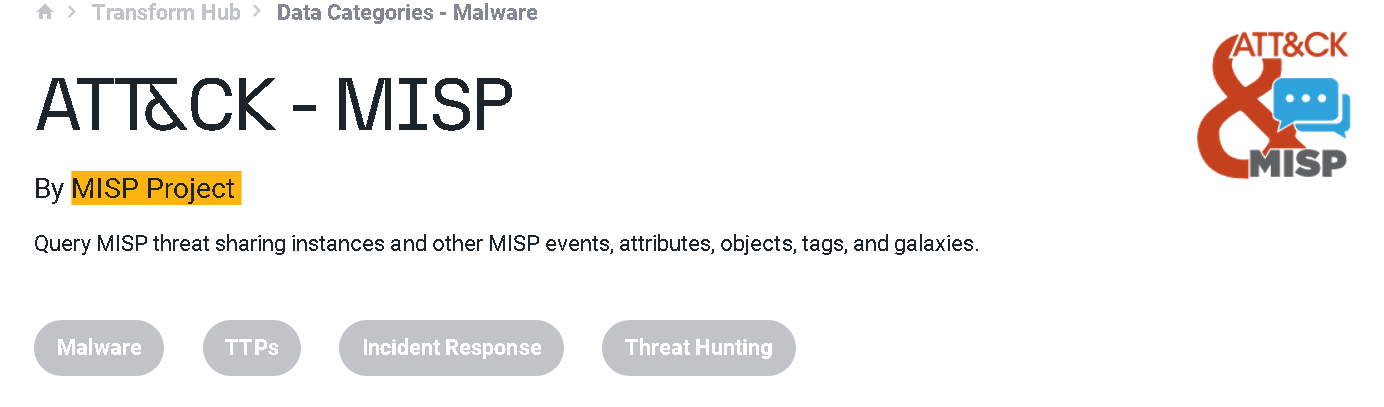 Transform Hub Data Categories - Malware
ATT&CK
ATT&CK - MISP
MISP
By MISP Project
Query MISP threat sharing instances and other MISP events, attributes, objects, tags, and galaxies.
Malware TTPs Incident Response Threat Hunting